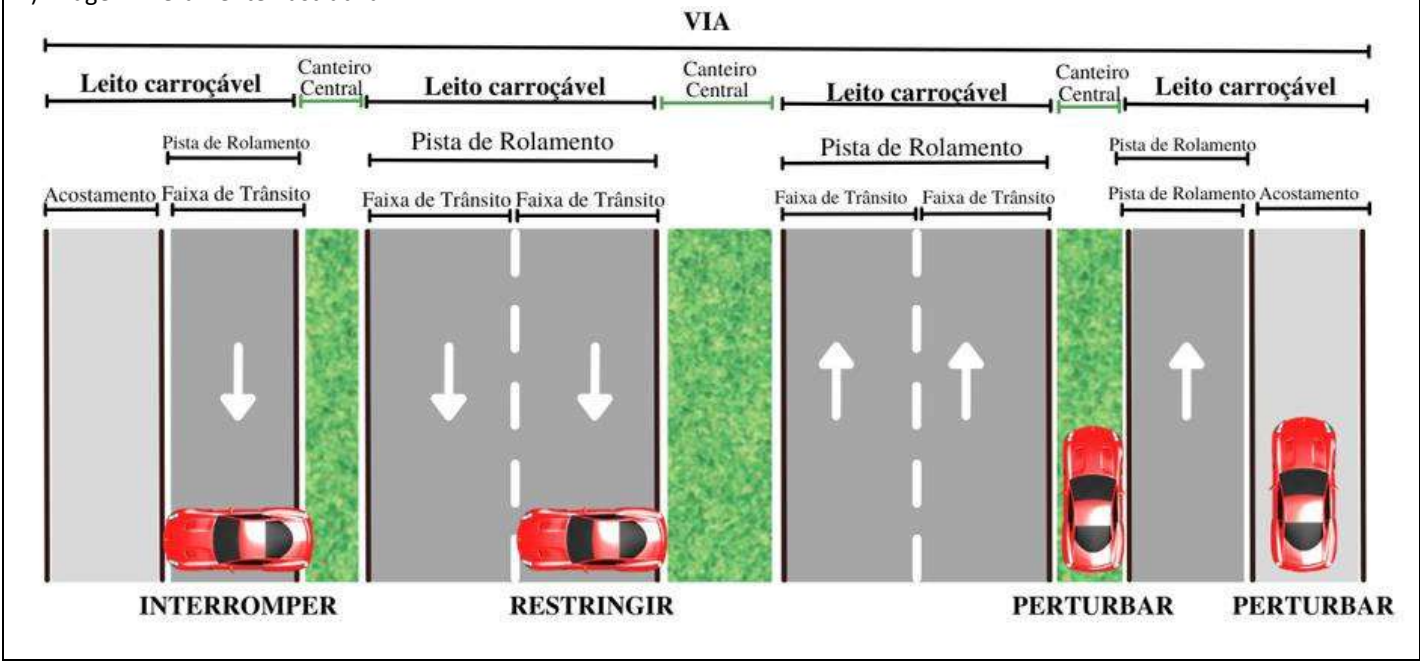 VIA
Leito carroçável
Canteiro
Central
Leito carroçável
Canteiro
Central
Leito carroçável
Canteiro
Central
Leito carroçável
Pista de Rolamento
Pista de Rolamento
Pista de Rolamento
Pista de Rolamento
Acostamento
Faixa de Trânsito
Faixa de Trânsito
Faixa de Trânsito
Faixa de Trânsito
Faixa de Trânsito
Pista de Rolamento
Acostamento
INTERROMPER
RESTRINGIR
PERTURBAR
PERTURBAR